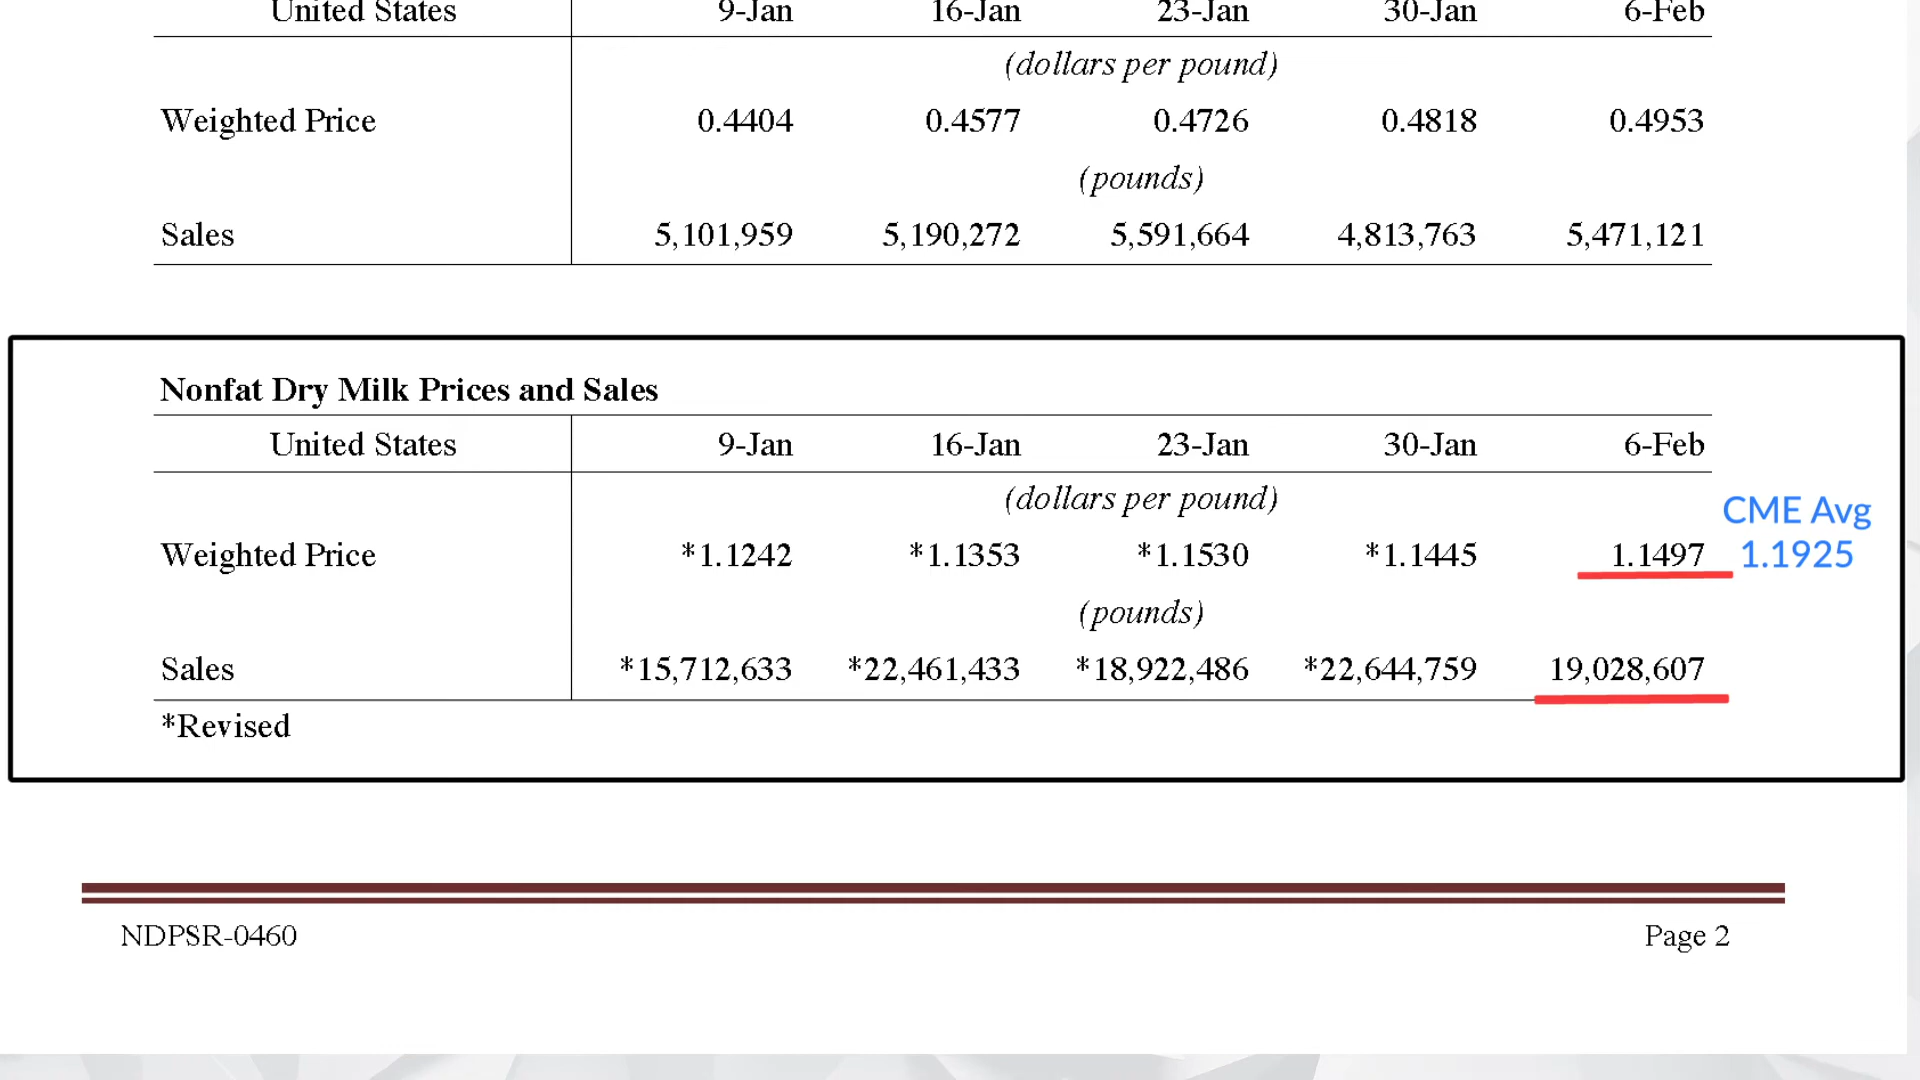 United States 9-Jan 16-Jan 23-Jan 30-Jan 6-Feb
(dollars per pound)
Weighted Price 0.4404 0.4577 0.4726 0.4818 0.4953
(pounds)
Sales 5,101,959 5,190,272 5,591,664 4,813,763 5,471,121
Nonfat Dry Milk Prices and Sales
United States 9-Jan 16-Jan 23-Jan 30-Jan 6-Feb
(dollars per pound)
CME Avg
Weighted Price *1.1242 *1.1353 *1.1530 *1.1445 1.1497 1.1925
(pounds)
Sales *15,712,633 *22,461,433 *18,922,486 *22,644,759 19,028,607
*Revised
NDPSR-0460 Page 2